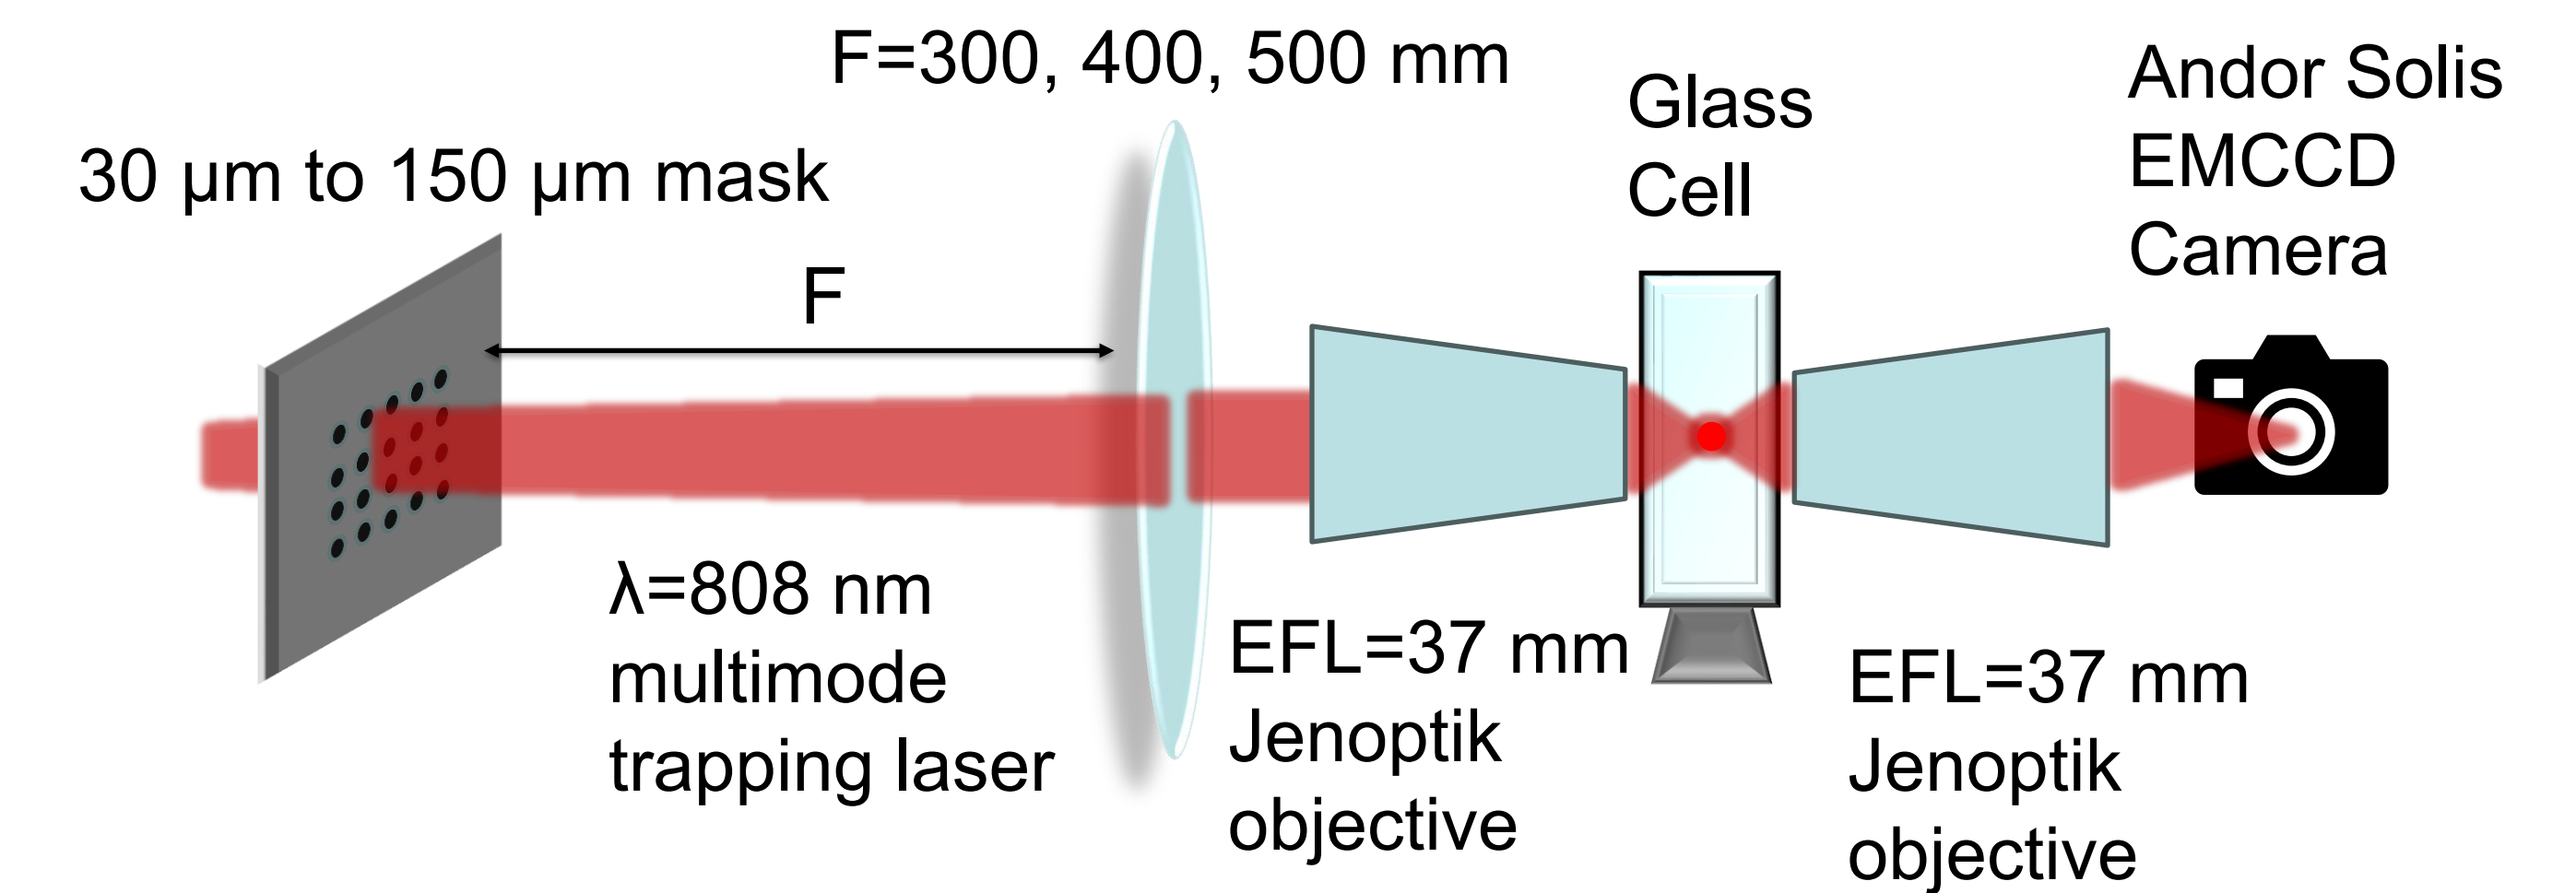 F=300, 400, 500 mm
30 µm to 150 µm mask
F
Glass
Cell
Andor Solis
EMCCD
Camera
λ=808 nm
multimode
trapping laser
EFL=37 mm
Jenoptik
objective
EFL=37 mm
Jenoptik
objective